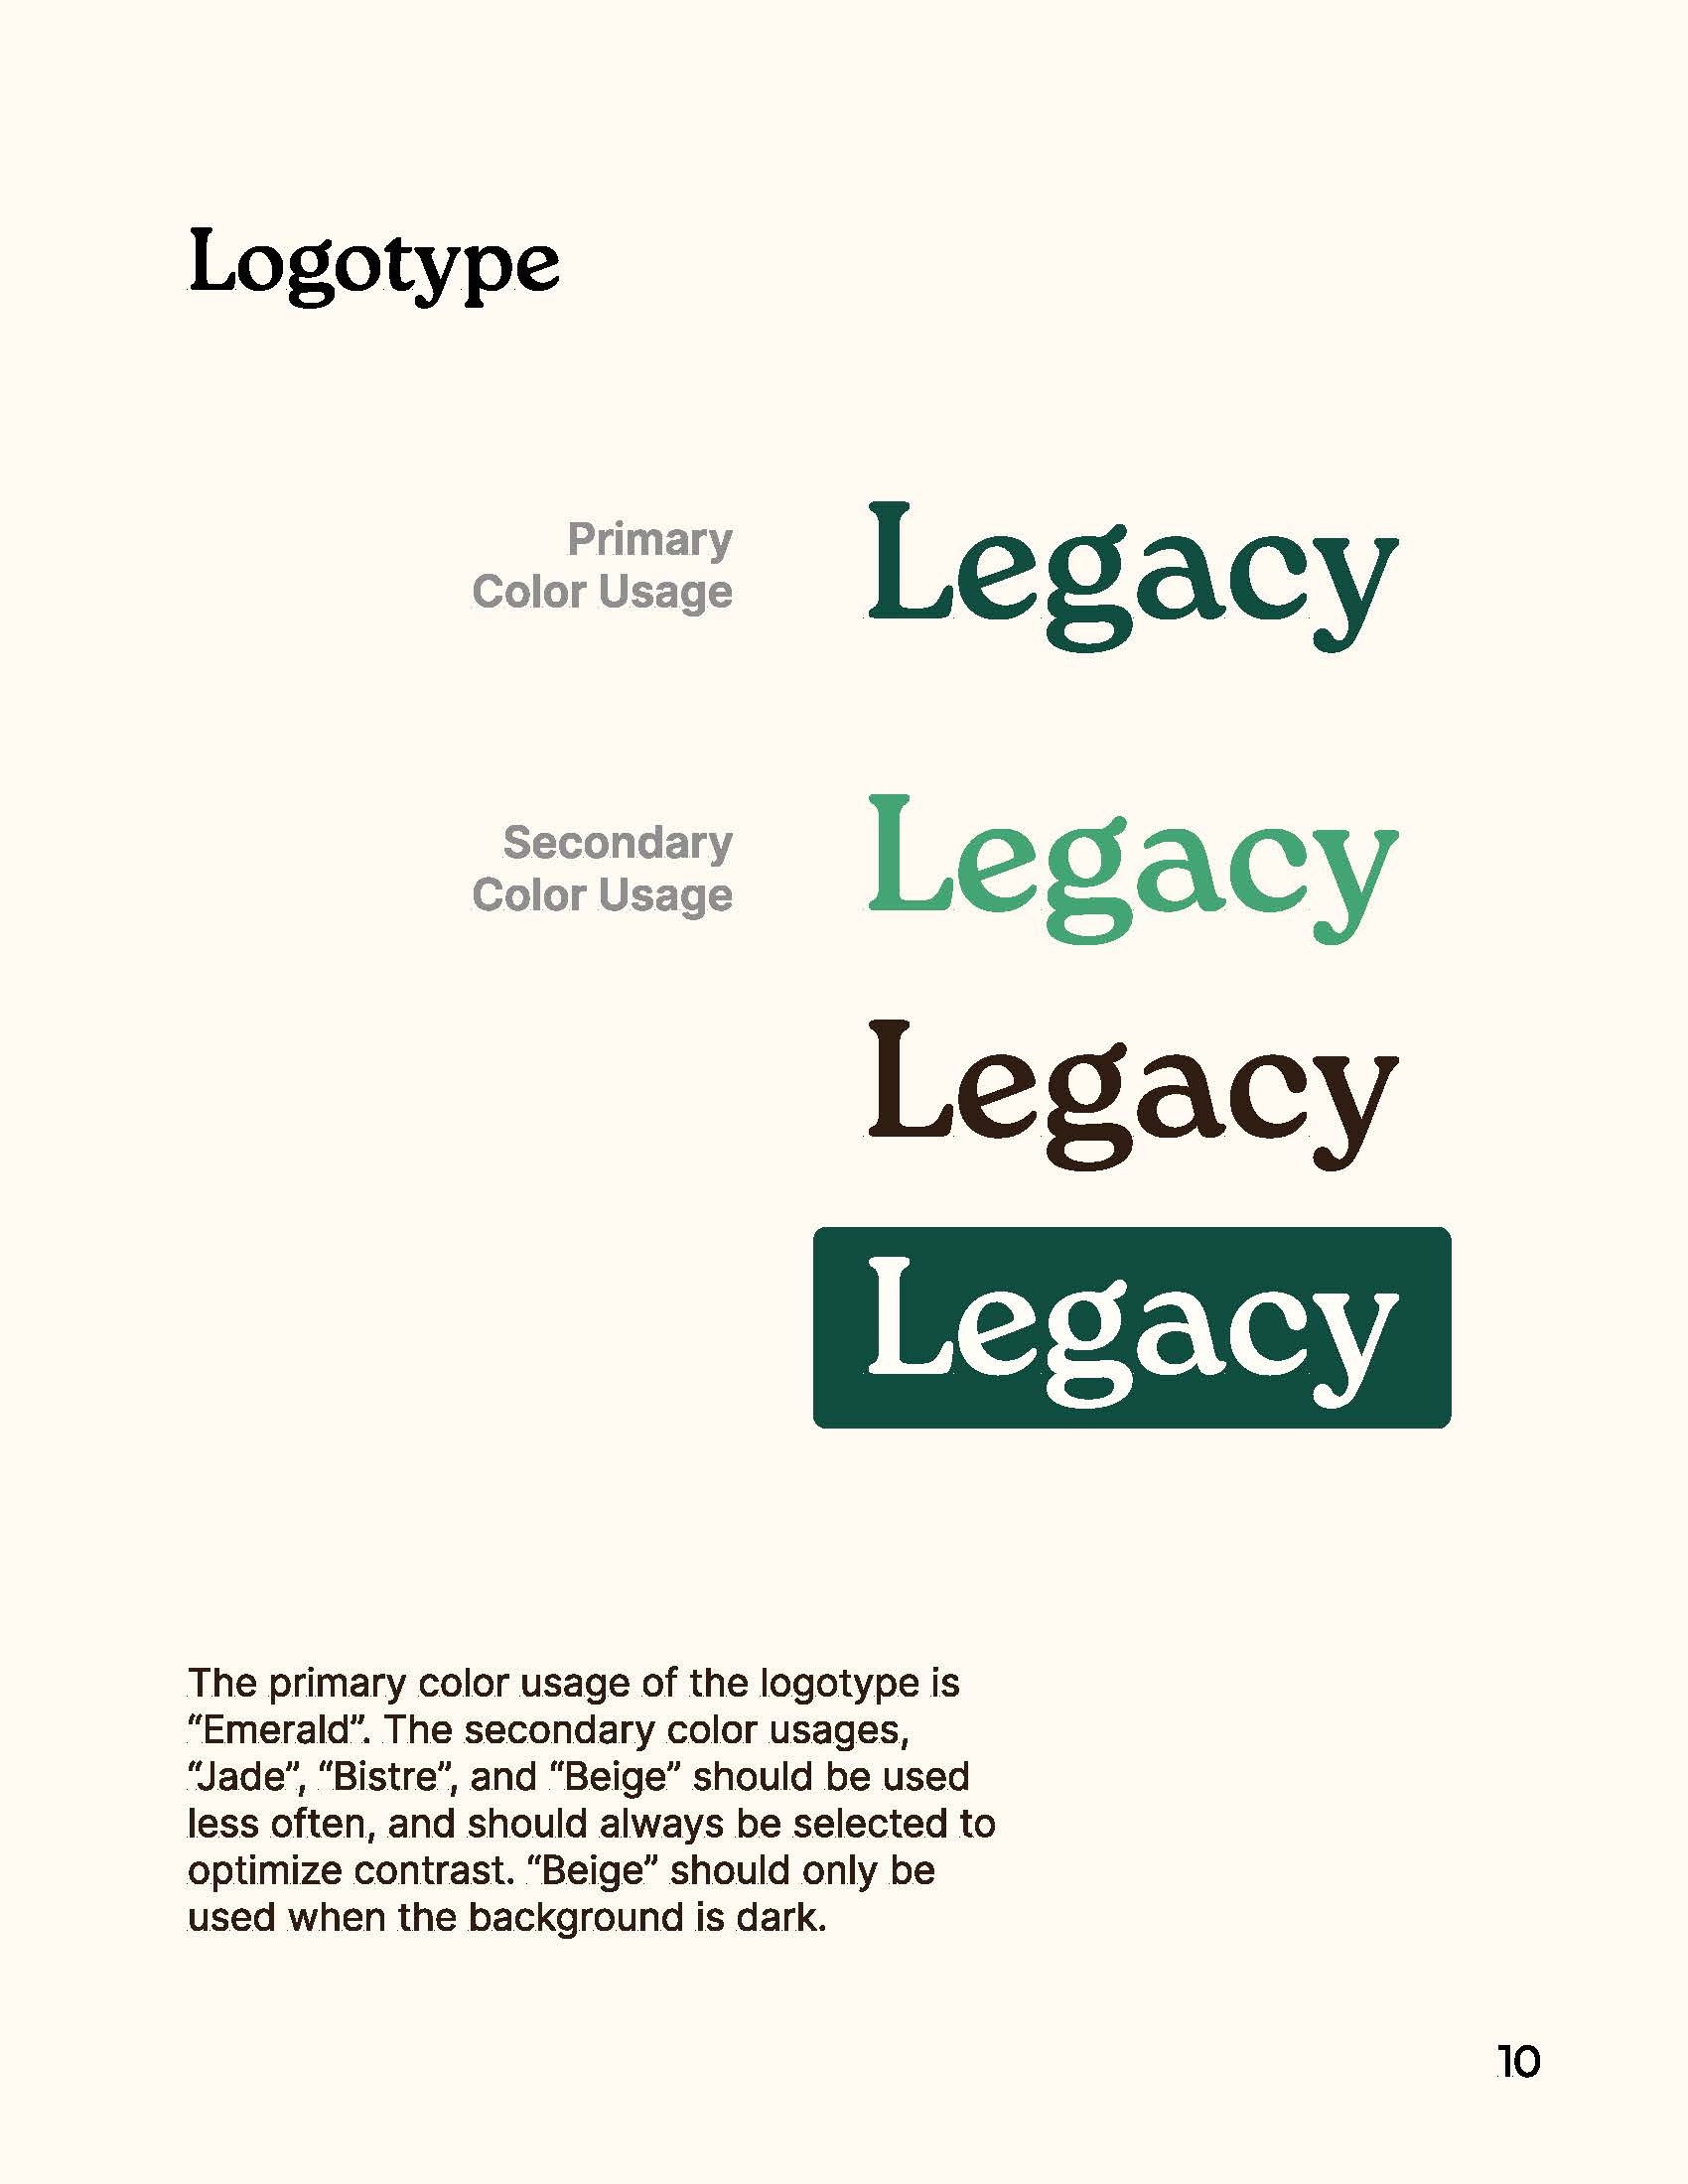 Logotype
Primary
Color Usage
Legacy
Secondary
Color Usage
Legacy
Legacy
Legacy
The primary color usage of the logotype is
“Emerald”. The secondary color usages,
“Jade”, “Bistre”, and “Beige” should be used
less often, and should always be selected to
optimize contrast. “Beige” should only be
used when the background is dark.
10